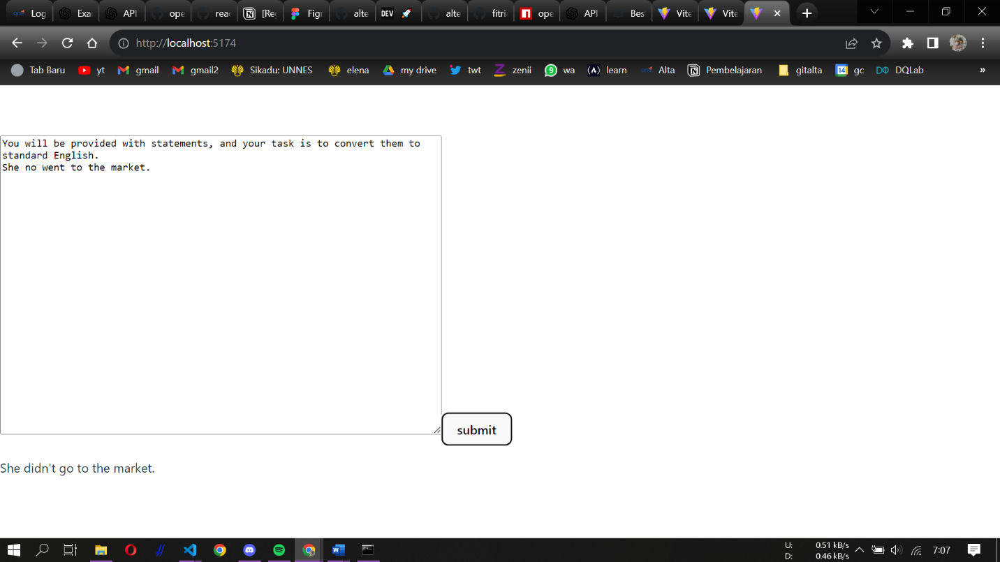 Log
Exa
API
ope
rea
[Re
Figr
alte
DEV
alte
fitri
ope
API
Bes
Vite
Vite
http://localhost:5174
Tab Baru
yt
gmail
gmail2
Sikadu: UNNES
elena
my drive
twt
zenii
9
wa
learn
Alta
Pembelajaran
gitalta
14
gc
DQLab
»
You will be provided with statements, and your task is to convert them to
standard English.
She no went to the market.
submit
She didn't go to the market.
U: 0.51 kB/s
D: 0.46 kB/s
7:07